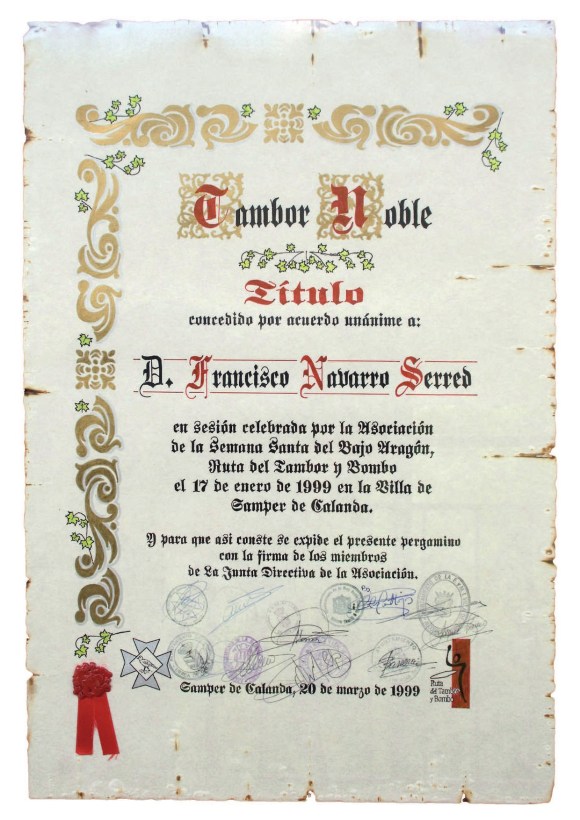 Tambor Noble
Título
concedido por acuerdo unánime a:
D. Francisco Navarro Serred
en sesión celebrada por la Asociación
de la Semana Santa del Bajo Aragón,
Ruta del Tambor y Bombo
el 17 de enero de 1999 en la Villa de
Samper de Calanda.
Y para que asi conste se expide el presente pergamino
con la firma de los miembros
de La Junta Directiva de la Asociación.
Samper de Calanda, 20 de marzo de 1999
Ruta
del Tambor
y Bombo